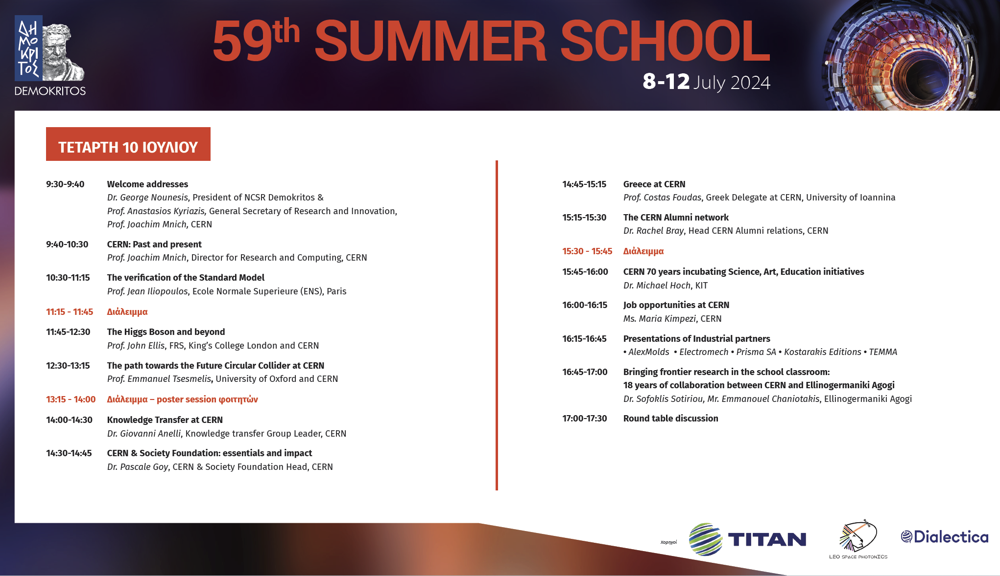 ΔΗ
ΜΟ
ΚΡΙ
ΤΟΣ
DEMOKRITOS
59th SUMMER SCHOOL
8-12 July 2024
ΤΕΤΑΡΤΗ 10 ΙΟΥΛΙΟΥ
9:30-9:40 Welcome addresses
Dr. George Nounesis, President of NCSR Demokritos &
Prof. Anastasios Kyriazis, General Secretary of Research and Innovation,
Prof. Joachim Mnich, CERN
9:40-10:30 CERN: Past and present
Prof. Joachim Mnich, Director for Research and Computing, CERN
10:30-11:15 The verification of the Standard Model
Prof. Jean Iliopoulos, Ecole Normale Superieure (ENS), Paris
11:15 - 11:45 Διάλειμμα
11:45-12:30 The Higgs Boson and beyond
Prof. John Ellis, FRS, King’s College London and CERN
12:30-13:15 The path towards the Future Circular Collider at CERN
Prof. Emmanuel Tsesmelis, University of Oxford and CERN
13:15 - 14:00 Διάλειμμα – poster session φοιτητών
14:00-14:30 Knowledge Transfer at CERN
Dr. Giovanni Anelli, Knowledge transfer Group Leader, CERN
14:30-14:45 CERN & Society Foundation: essentials and impact
Dr. Pascale Goy, CERN & Society Foundation Head, CERN
14:45-15:15 Greece at CERN
Prof. Costas Foudas, Greek Delegate at CERN, University of Ioannina
15:15-15:30 The CERN Alumni network
Dr. Rachel Bray, Head CERN Alumni relations, CERN
15:30 - 15:45 Διάλειμμα
15:45-16:00 CERN 70 years incubating Science, Art, Education initiatives
Dr. Michael Hoch, KIT
16:00-16:15 Job opportunities at CERN
Ms. Maria Kimpezi, CERN
16:15-16:45 Presentations of Industrial partners
• AlexMolds • Electromech • Prisma SA • Kostarakis Editions • TEMMA
16:45-17:00 Bringing frontier research in the school classroom:
18 years of collaboration between CERN and Ellinogermaniki Agogi
Dr. Sofoklis Sotiriou, Mr. Emmanouel Chaniotakis, Ellinogermaniki Agogi
17:00-17:30 Round table discussion
Χορηγοί
TITAN
LEO SPACE PHOTONICS
Dialectica